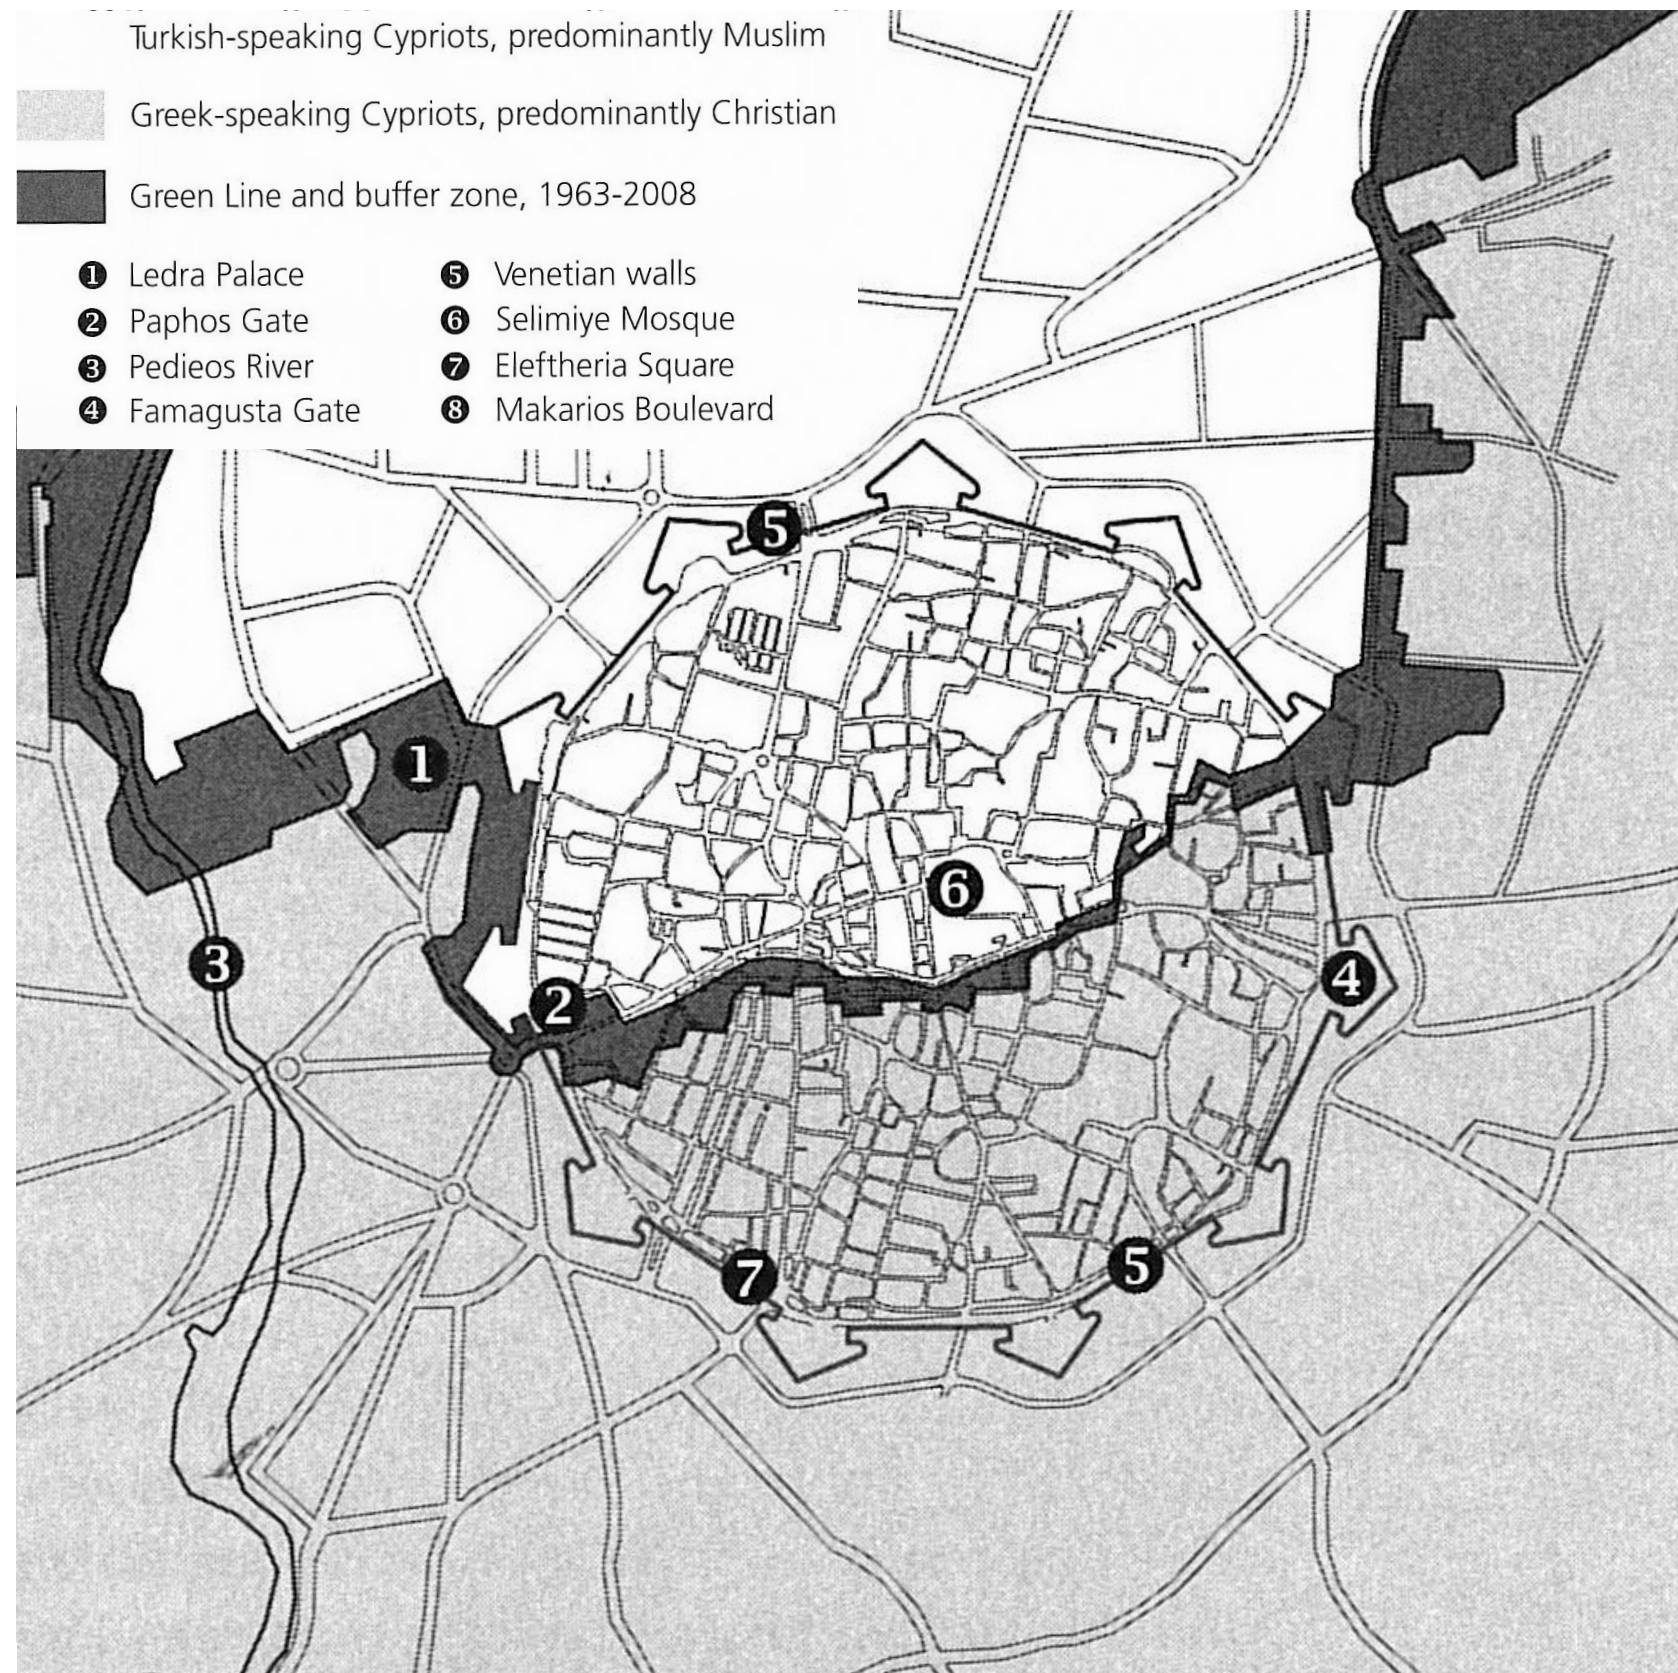 Turkish-speaking Cypriots, predominantly Muslim
Greek-speaking Cypriots, predominantly Christian
Green Line and buffer zone, 1963-2008
1 Ledra Palace
2 Paphos Gate
3 Pedieos River
4 Famagusta Gate
5 Venetian walls
6 Selimiye Mosque
7 Eleftheria Square
8 Makarios Boulevard
5
1
6
3
4
2
5
7